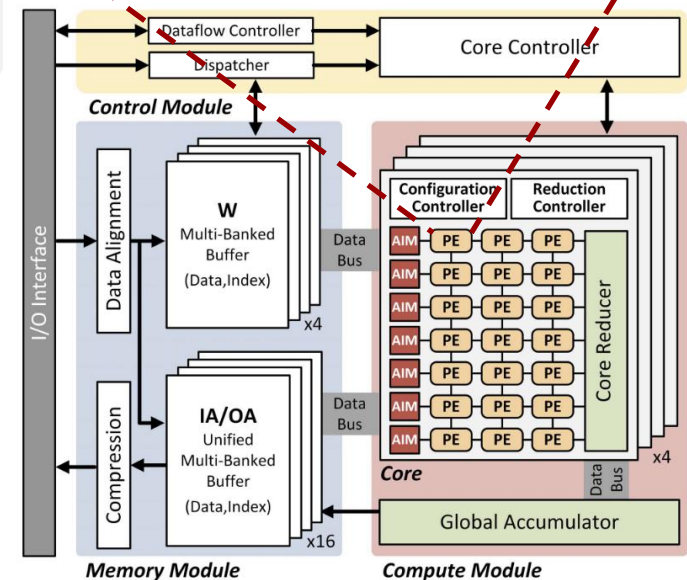 I/O Interface
Dataflow Controller
Dispatcher
Core Controller
Control Module
Data Alignment
W
Multi-Banked
Buffer
(Data,Index)
x4
Data
Bus
Compression
IA/OA
Unified
Multi-Banked
Buffer
(Data,Index)
x16
Data
Bus
Memory Module
Configuration
Controller
Reduction
Controller
AIM PE PE PE
AIM PE PE PE
AIM PE PE PE
AIM PE PE PE
AIM PE PE PE
AIM PE PE PE
AIM PE PE PE
Core Reducer
Core
x4
Data
Bus
Global Accumulator
Compute Module